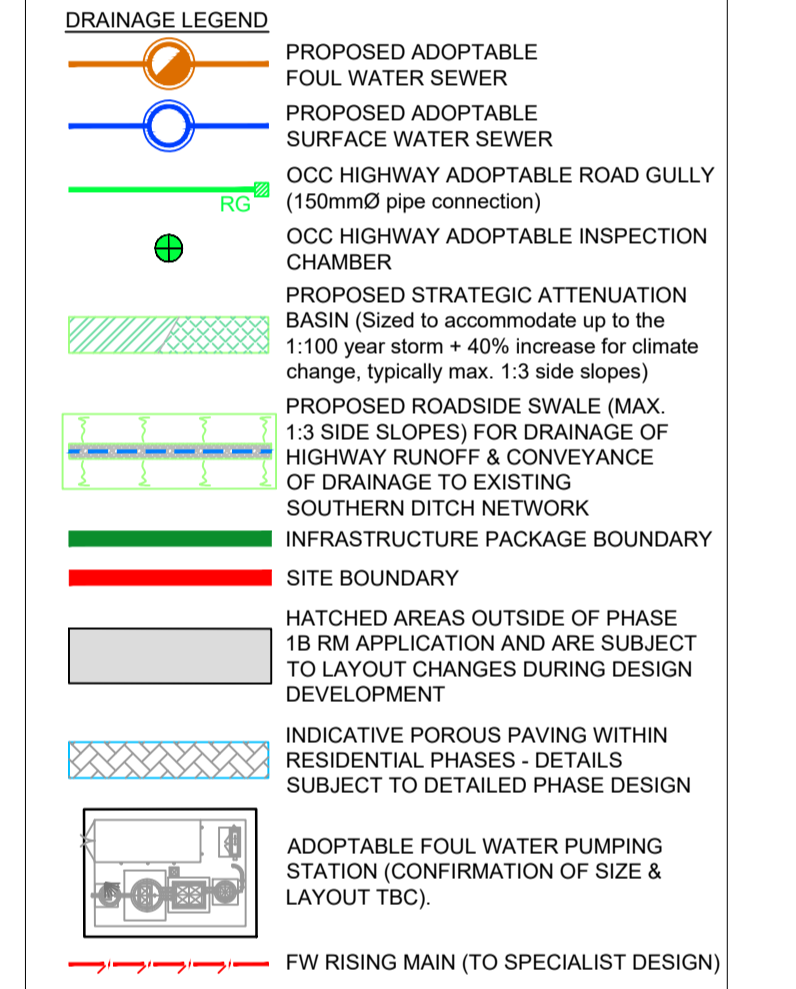 DRAINAGE LEGEND
PROPOSED ADOPTABLE
FOUL WATER SEWER
PROPOSED ADOPTABLE
SURFACE WATER SEWER
OCC HIGHWAY ADOPTABLE ROAD GULLY
(150mmØ pipe connection)
RG
OCC HIGHWAY ADOPTABLE INSPECTION
CHAMBER
PROPOSED STRATEGIC ATTENUATION
BASIN (Sized to accommodate up to the
1:100 year storm + 40% increase for climate
change, typically max. 1:3 side slopes)
PROPOSED ROADSIDE SWALE (MAX.
1:3 SIDE SLOPES) FOR DRAINAGE OF
HIGHWAY RUNOFF & CONVEYANCE
OF DRAINAGE TO EXISTING
SOUTHERN DITCH NETWORK
INFRASTRUCTURE PACKAGE BOUNDARY
SITE BOUNDARY
HATCHED AREAS OUTSIDE OF PHASE
1B RM APPLICATION AND ARE SUBJECT
TO LAYOUT CHANGES DURING DESIGN
DEVELOPMENT
INDICATIVE POROUS PAVING WITHIN
RESIDENTIAL PHASES - DETAILS
SUBJECT TO DETAILED PHASE DESIGN
ADOPTABLE FOUL WATER PUMPING
STATION (CONFIRMATION OF SIZE &
LAYOUT TBC).
FW RISING MAIN (TO SPECIALIST DESIGN)